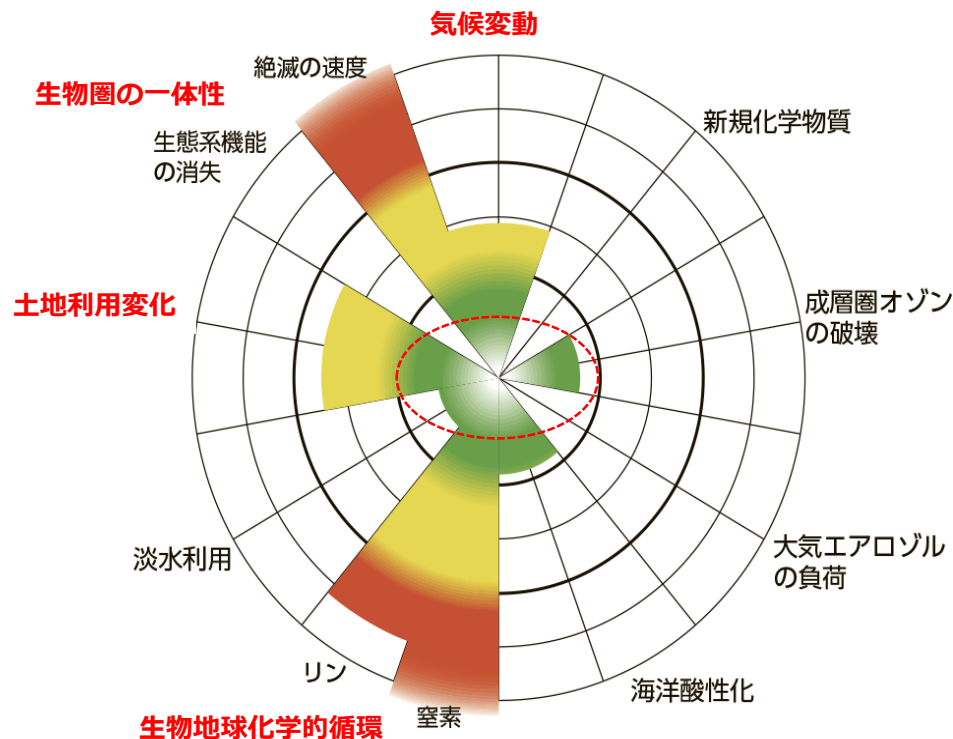 気候変動
絶滅の速度
生物圏の一体性
生態系機能
の消失
新規化学物質
土地利用変化
成層圏オゾン
の破壊
淡水利用
大気エアロゾル
の負荷
リン
海洋酸性化
窒素
生物地球化学的循環